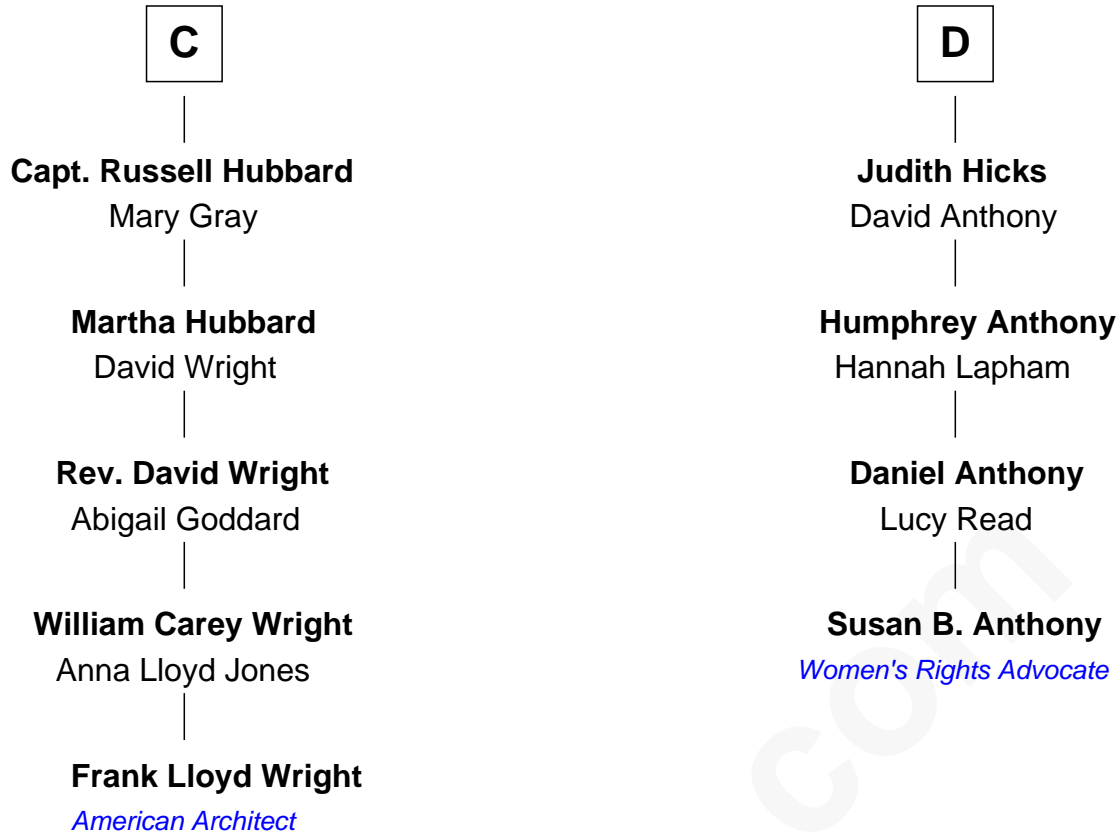 C
Capt. Russell Hubbard
Mary Gray
Martha Hubbard
David Wright
Rev. David Wright
Abigail Goddard
William Carey Wright
Anna Lloyd Jones
Frank Lloyd Wright
American Architect
D
Judith Hicks
David Anthony
Humphrey Anthony
Hannah Lapham
Daniel Anthony
Lucy Read
Susan B. Anthony
Women's Rights Advocate
com